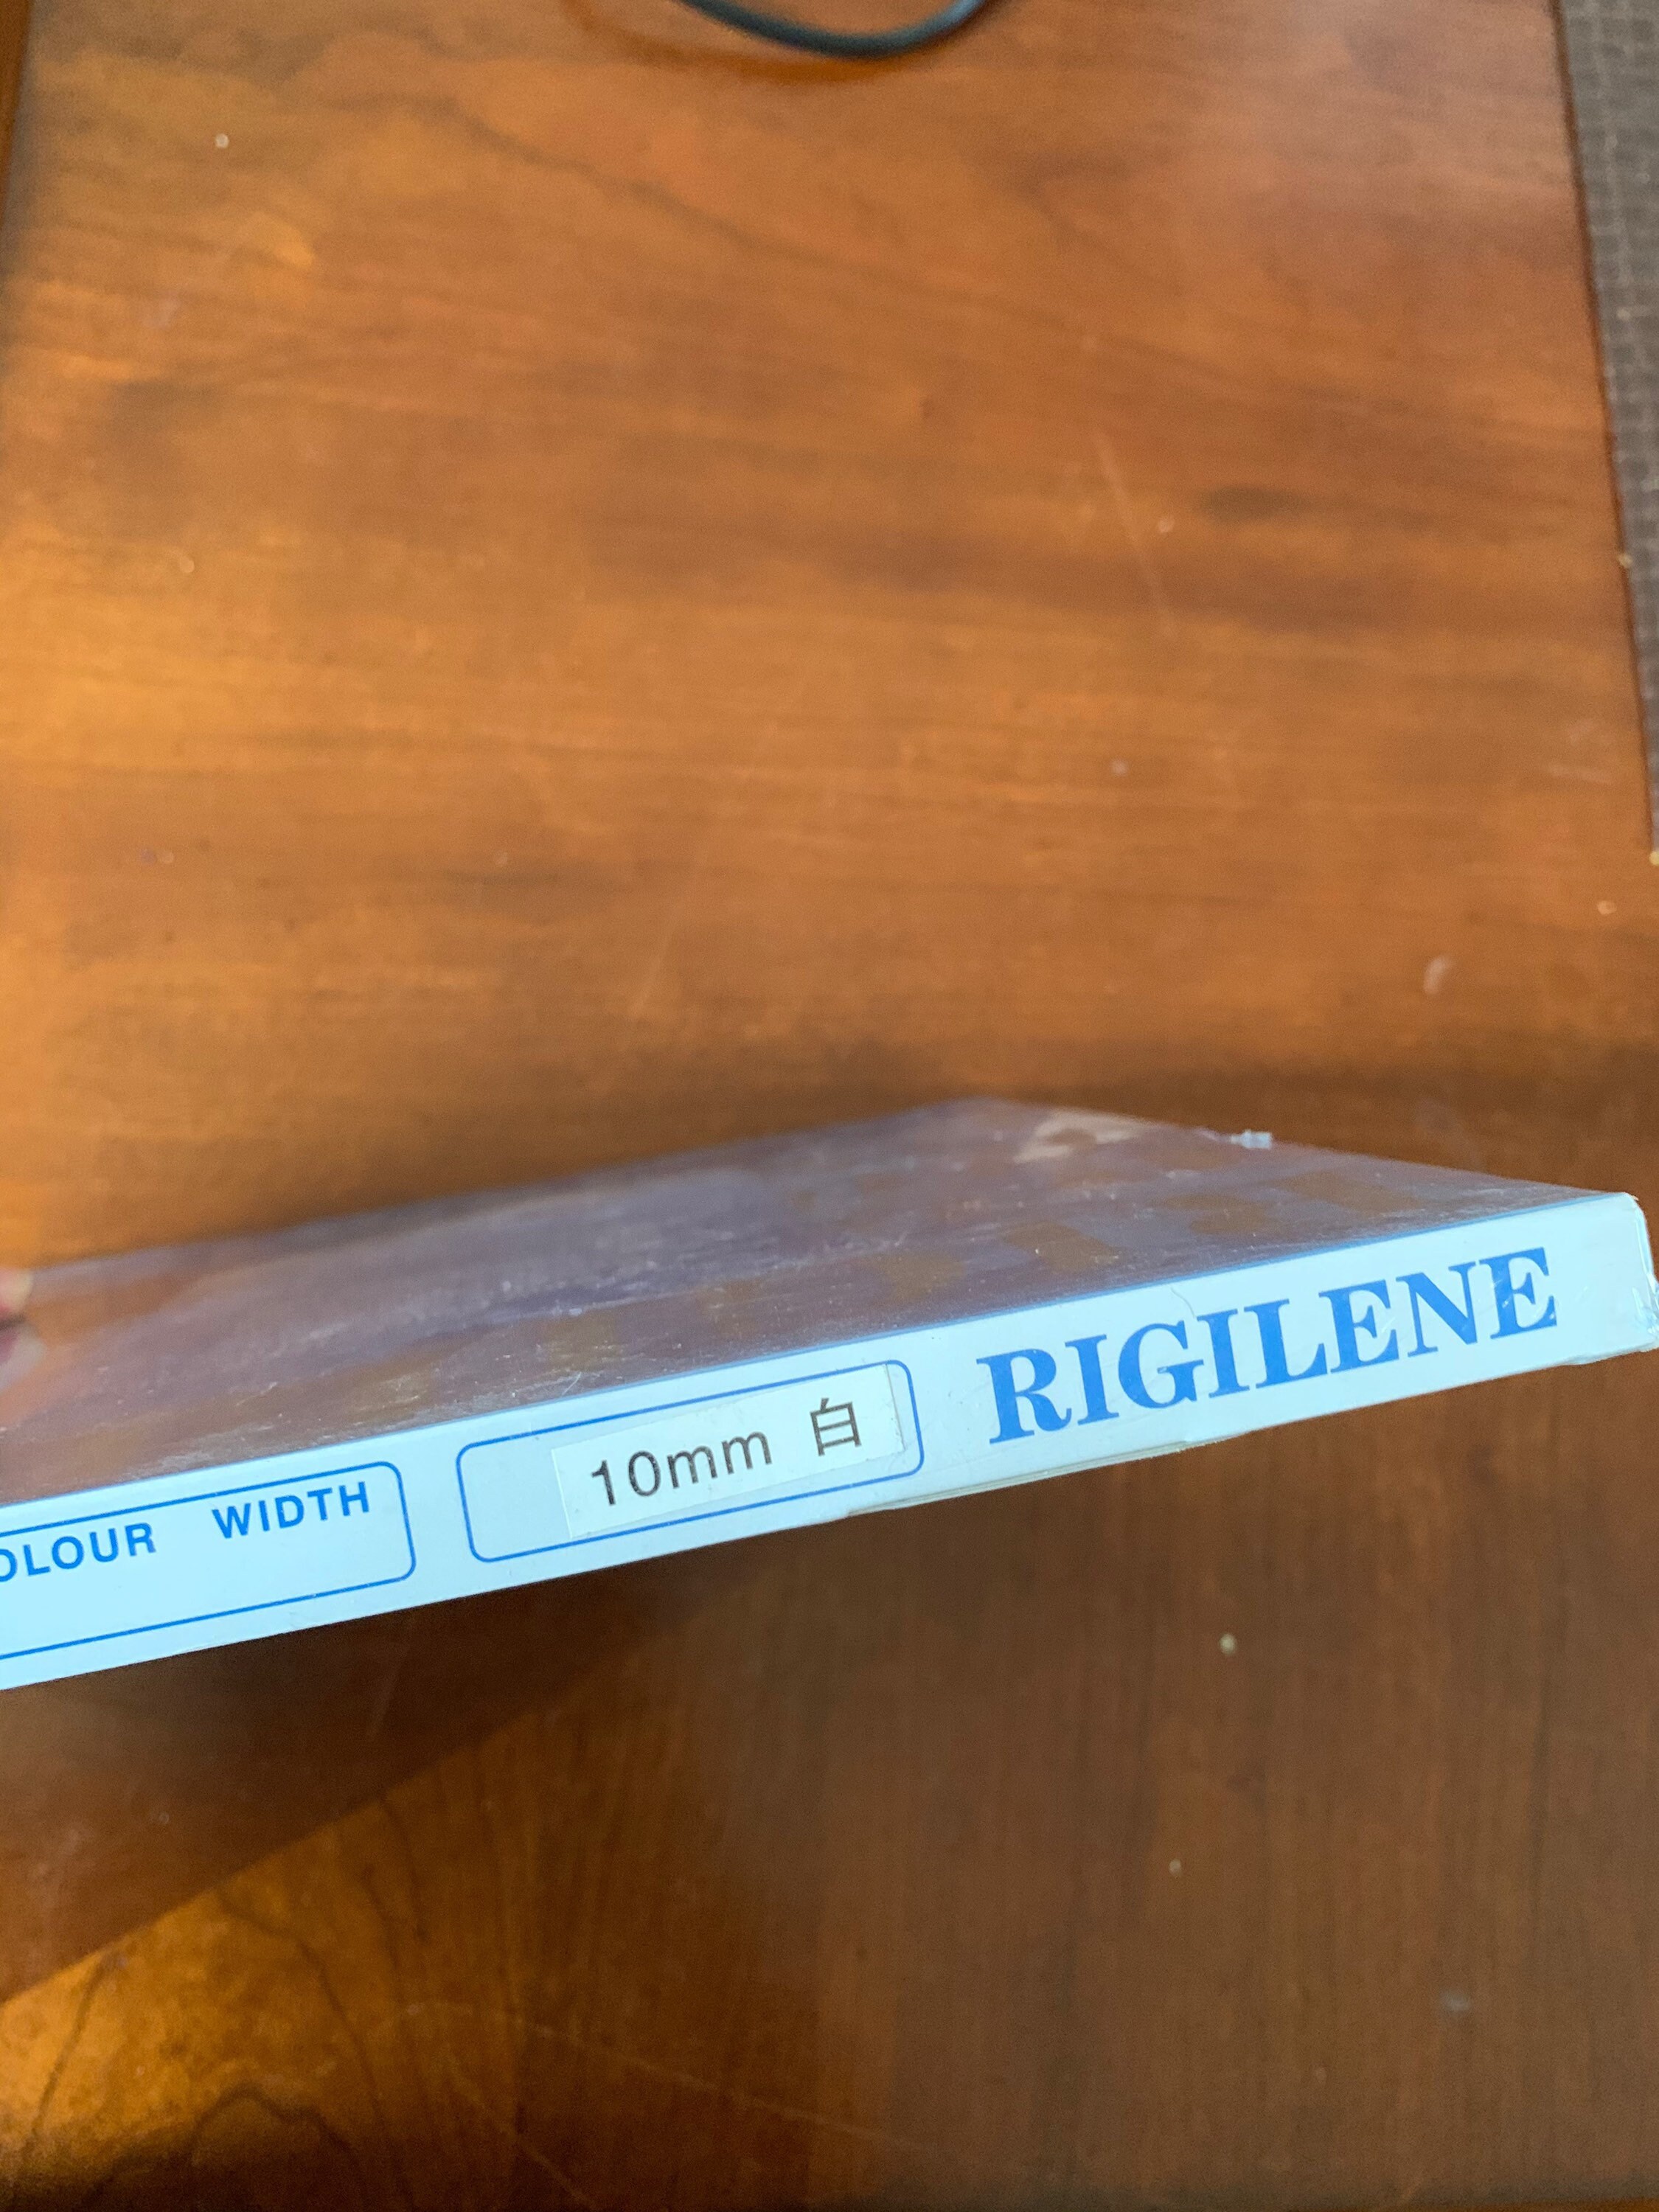 OLOUR WIDTH
10mm 白
RIGILENE